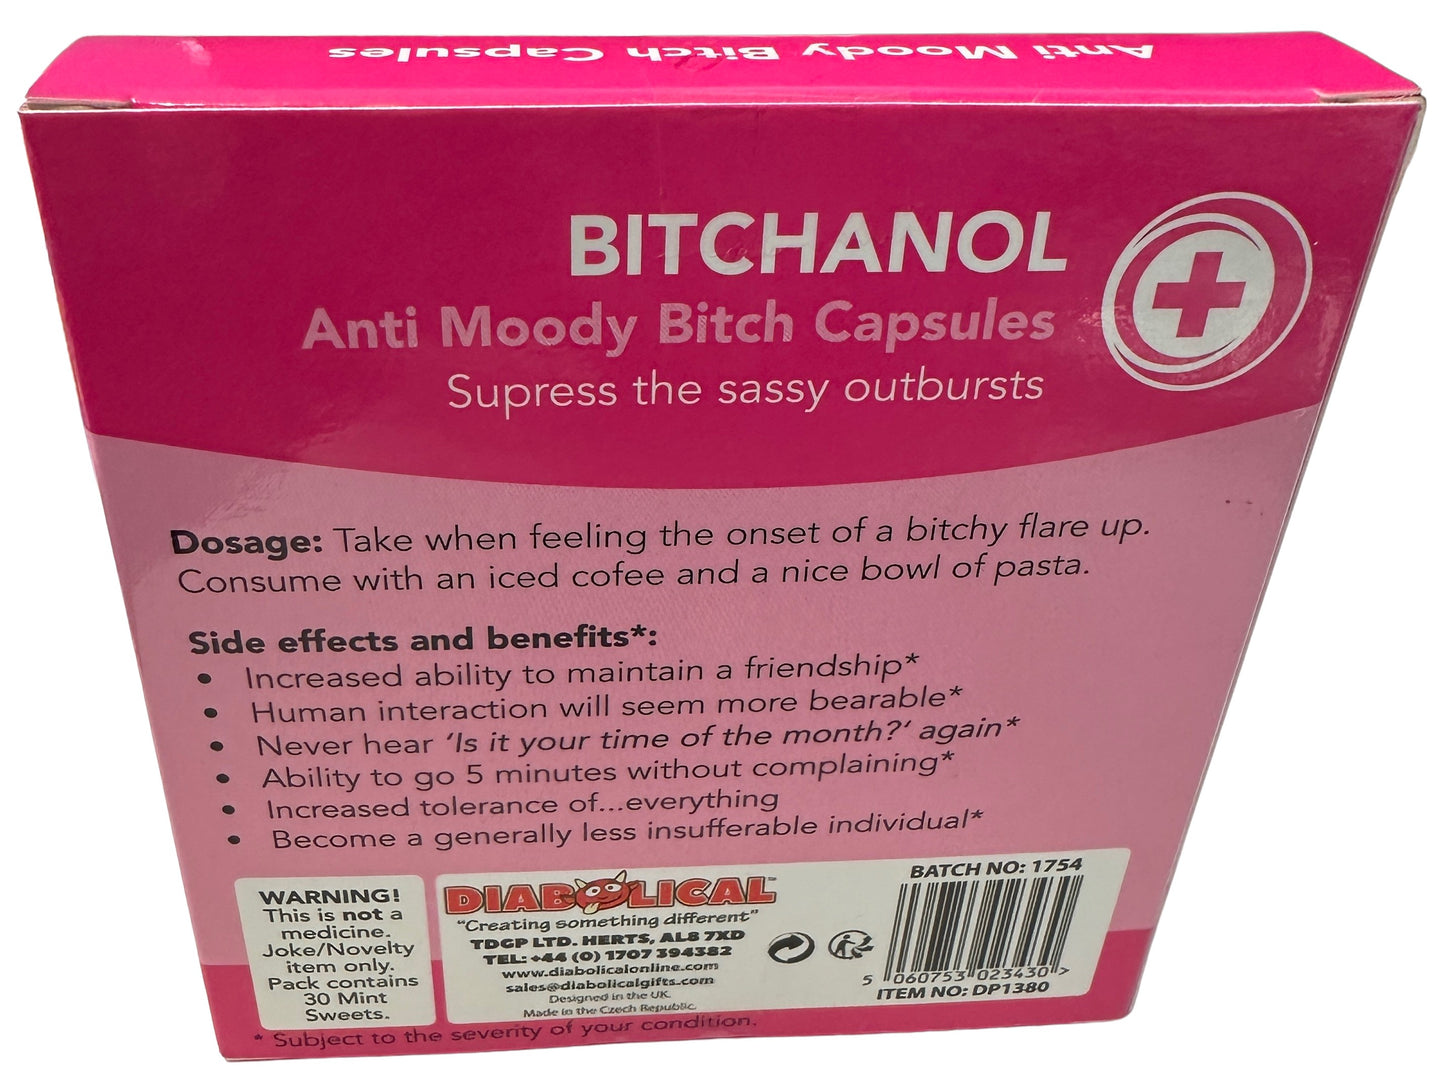 Anti Moody Bitch Capsules
BITCHANOL
Anti Moody Bitch Capsules
Supress the sassy outbursts
Dosage: Take when feeling the onset of a bitchy flare up.
Consume with an iced cofee and a nice bowl of pasta.
Side effects and benefits*:
• Increased ability to maintain a friendship*
• Human interaction will seem more bearable*
• Never hear ‘Is it your time of the month?‘ again*
• Ability to go 5 minutes without complaining*
• Increased tolerance of...everything
• Become a generally less insufferable individual*
WARNING!
This is not a
medicine.
Joke/Novelty
item only.
Pack contains
30 Mint
Sweets.
DIABOLICAL™
"Creating something different"
TDGP LTD. HERTS, AL8 7XD
TEL: +44 (0) 1707 394382
www.diabolicalonline.com
sales@diabolicalgifts.com
Designed in the UK
Made in the Czech Republic.
BATCH NO: 1754
5 060753 023430 >
ITEM NO: DP1380
* Subject to the severity of your condition.